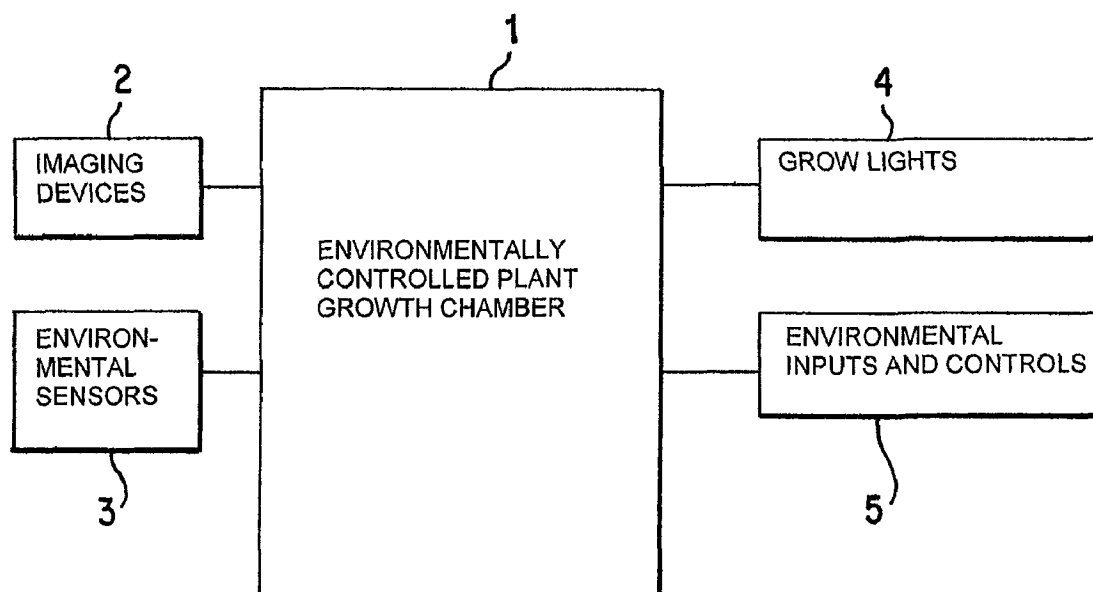 1
2
IMAGING
DEVICES
ENVIRON-
MENTAL
SENSORS
3
ENVIRONMENTALLY
CONTROLLED PLANT
GROWTH CHAMBER
4
GROW LIGHTS
ENVIRONMENTAL
INPUTS AND CONTROLS
5